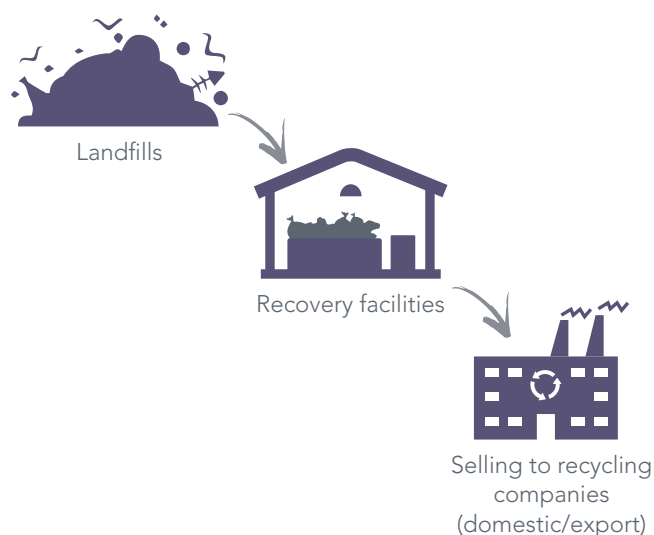 Landfills
Recovery facilities
Selling to recycling
companies
(domestic/export)